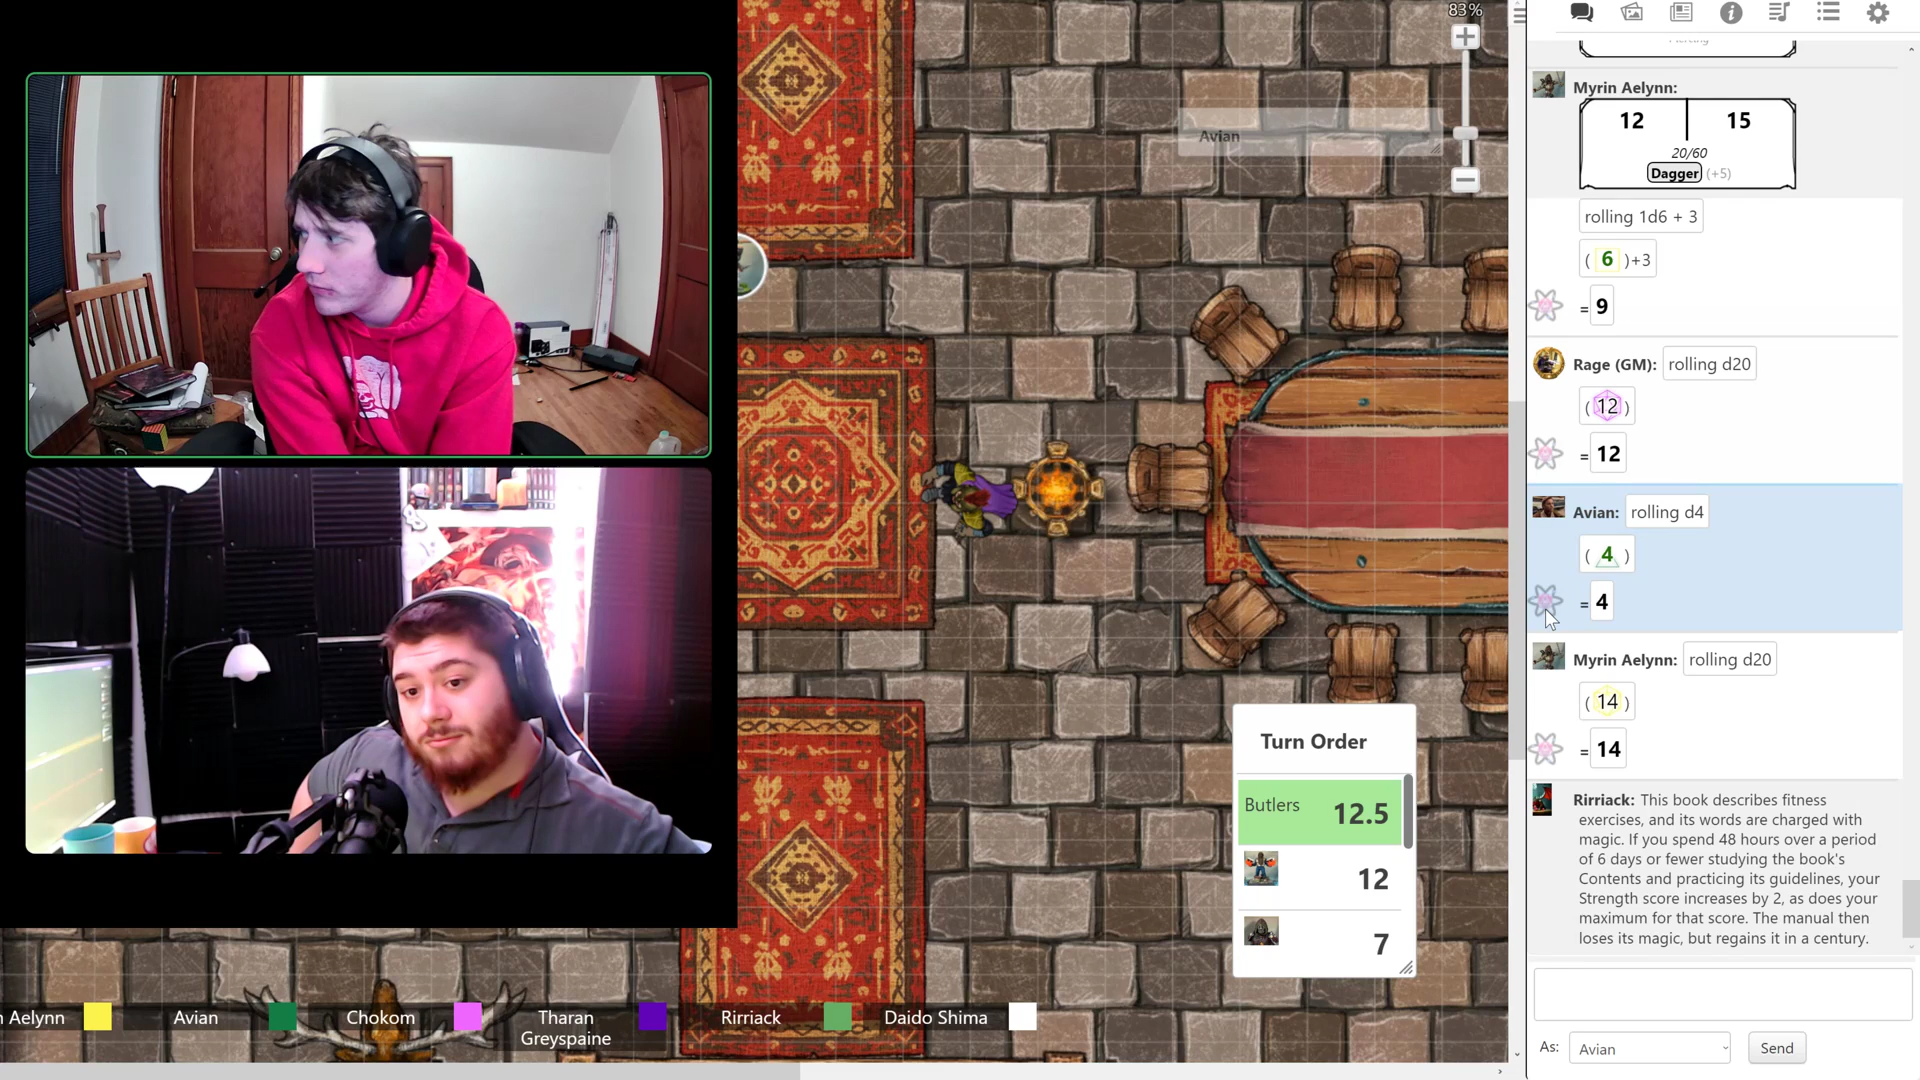 83%
Avian
Piercing
Myrin Aelynn:
12 15
20/60
Dagger (+5)
rolling 1d6 + 3
( 6 )+3
= 9
Rage (GM): rolling d20
( 12 )
= 12
Avian: rolling d4
( 4 )
= 4
Myrin Aelynn: rolling d20
( 14 )
= 14
Rirriack: This book describes fitness
exercises, and its words are charged with
magic. If you spend 48 hours over a period
of 6 days or fewer studying the book's
Contents and practicing its guidelines, your
Strength score increases by 2, as does your
maximum for that score. The manual then
loses its magic, but regains it in a century.
As: Avian Send
Turn Order
Butlers 12.5
12
7
n Aelynn Avian Chokom Tharan Greyspaine Rirriack Daido Shima